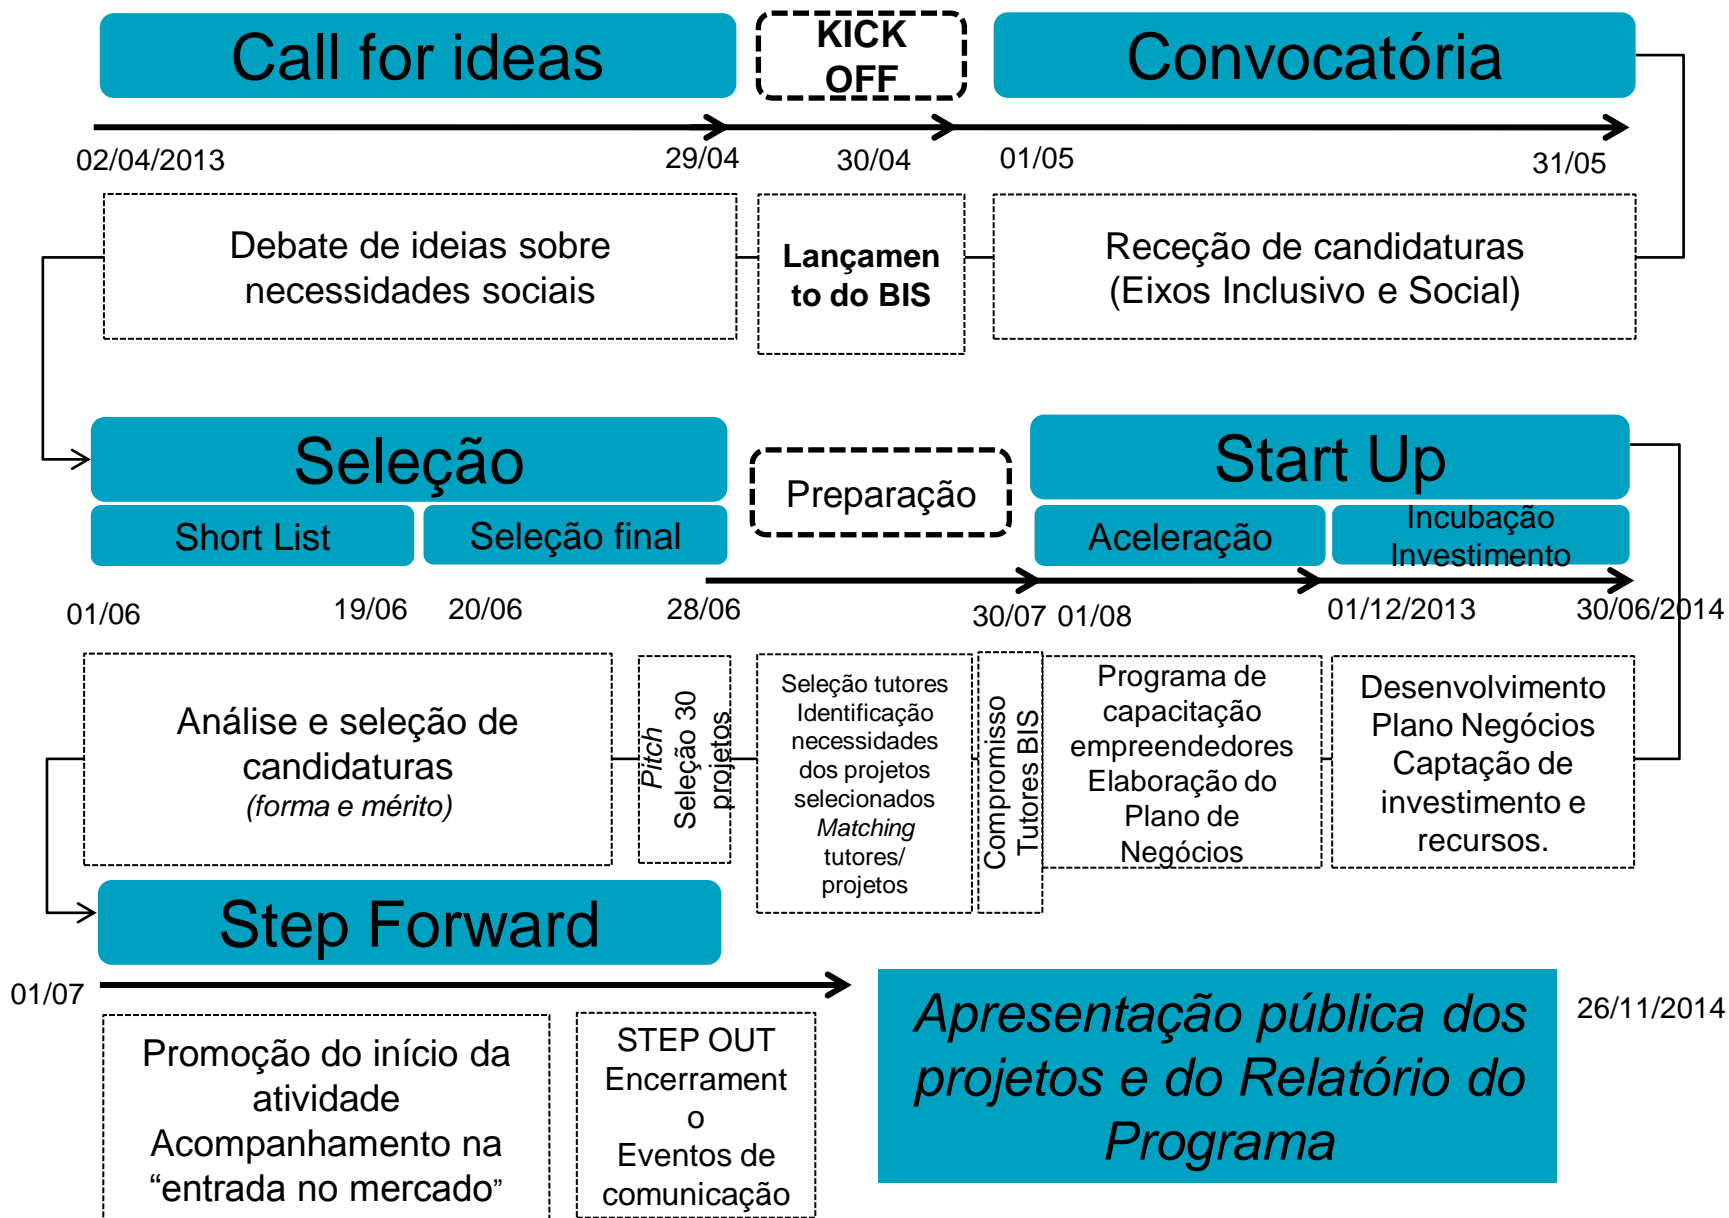 Call for ideas
KICK
OFF
Convocatória
02/04/2013
29/04
30/04
01/05
31/05
Debate de ideias sobre
necessidades sociais
Lançamen
to do BIS
Receção de candidaturas
(Eixos Inclusivo e Social)
Seleção
Preparação
Start Up
Short List
Seleção final
Aceleração
Incubação
Investimento
01/06
19/06
20/06
28/06
30/07
01/08
01/12/2013
30/06/2014
Análise e seleção de
candidaturas
(forma e mérito)
Pitch
Seleção 30
projetos
Seleção tutores
Identificação
necessidades
dos projetos
selecionados
Matching
tutores/
projetos
Compromisso
Tutores BIS
Programa de
capacitação
empreendedores
Elaboração do
Plano de
Negócios
Desenvolvimento
Plano Negócios
Captação de
investimento e
recursos.
Step Forward
01/07
Promoção do início da
atividade
Acompanhamento na
“entrada no mercado”
STEP OUT
Encerrament
o
Eventos de
comunicação
Apresentação pública dos
projetos e do Relatório do
Programa
26/11/2014